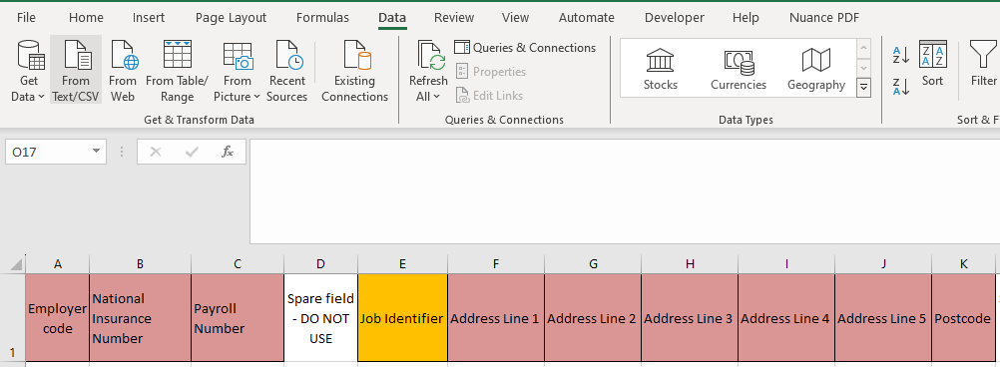 File Home Insert Page Layout Formulas Data Review View Automate Developer Help Nuance PDF
Get Data From Text/CSV From Web From Table/ Range From Picture Recent Sources Existing Connections
Refresh All
Queries & Connections
Properties
Edit Links
Stocks Currencies Geography
Sort Filter
Get & Transform Data Queries & Connections Data Types Sort & F
O17 fx
A B C D E F G H I J K
1
Employer code
National Insurance Number
Payroll Number
Spare field - DO NOT USE
Job Identifier
Address Line 1
Address Line 2
Address Line 3
Address Line 4
Address Line 5
Postcode